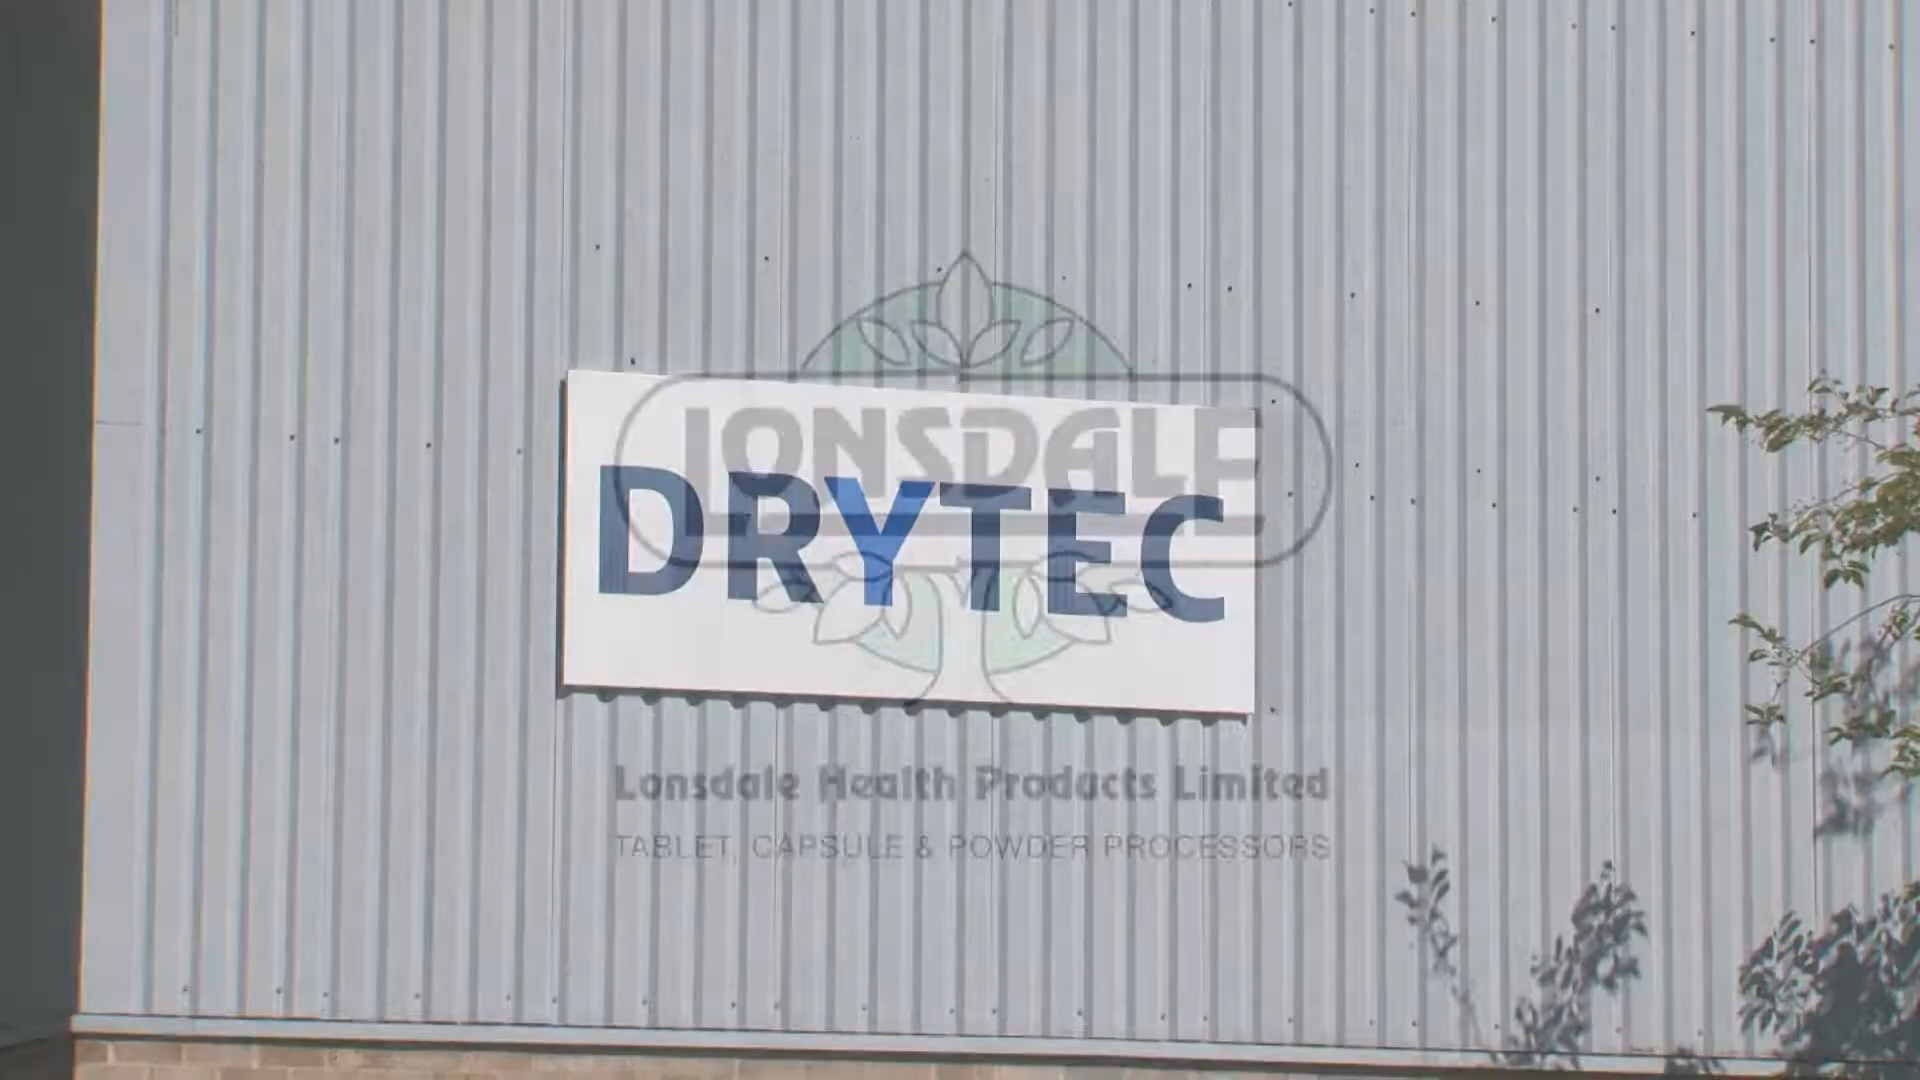 LONSDALE
DRYTEC
Lonsdale Health Products Limited
TABLET, CAPSULE & POWDER PROCESSORS